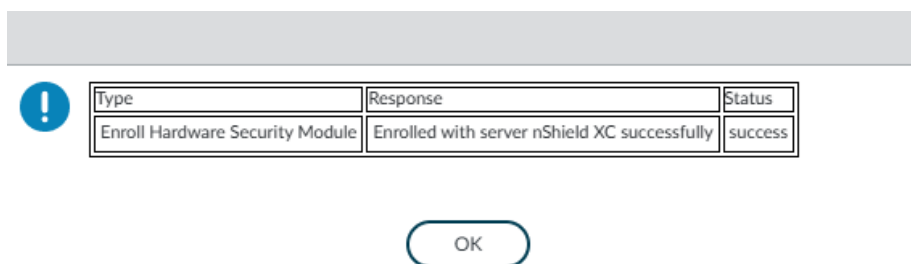 Type Response Status
Enroll Hardware Security Module Enrolled with server nShield XC successfully success
OK